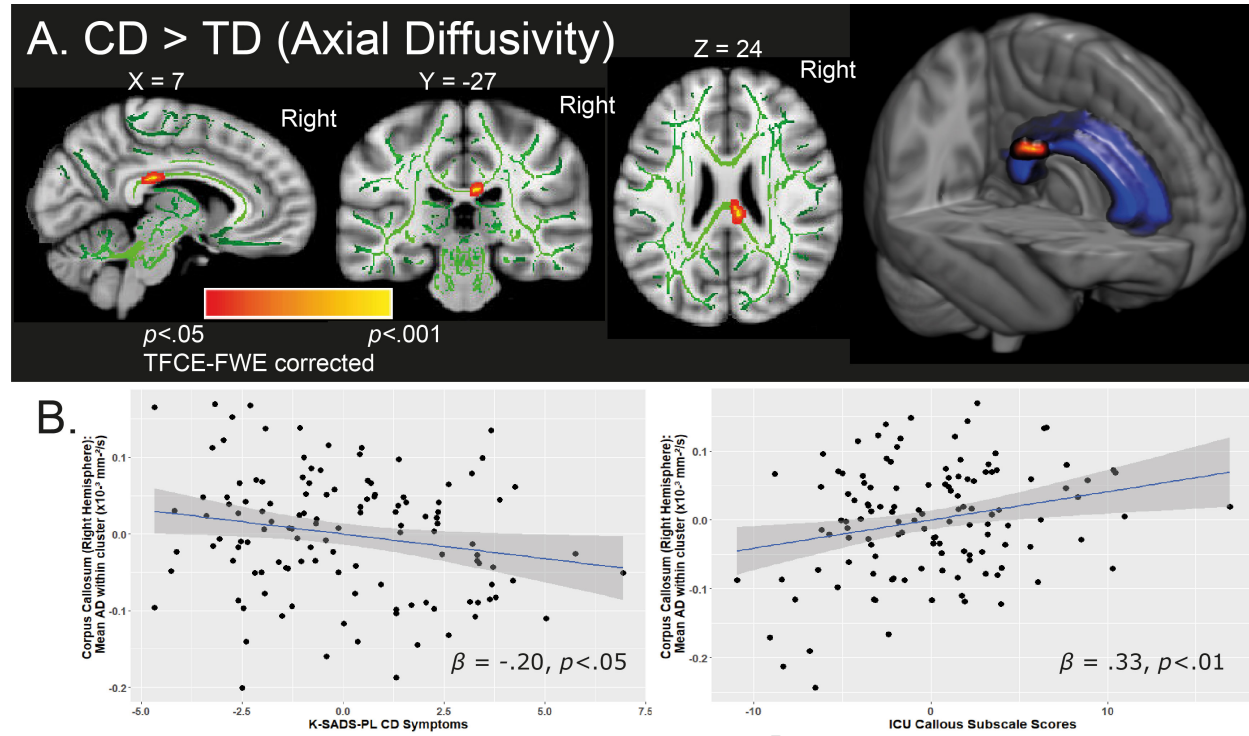 A. CD > TD (Axial Diffusivity)
X = 7
Y = -27
Z = 24
Right
Right
Right
p<.05
p<.001
TFCE-FWE corrected
B.
Corpus Callosum (Right Hemisphere):
Mean AD within cluster (x10⁻³ mm⁻²/s)
0.1
0.0
-0.1
-0.2
-5.0
-2.5
0.0
2.5
5.0
7.5
K-SADS-PL CD Symptoms
β = -.20, p<.05
Corpus Callosum (Right Hemisphere):
Mean AD within cluster (x10⁻³ mm⁻²/s)
0.1
0.0
-0.1
-0.2
-10
0
10
ICU Callous Subscale Scores
β = .33, p<.01